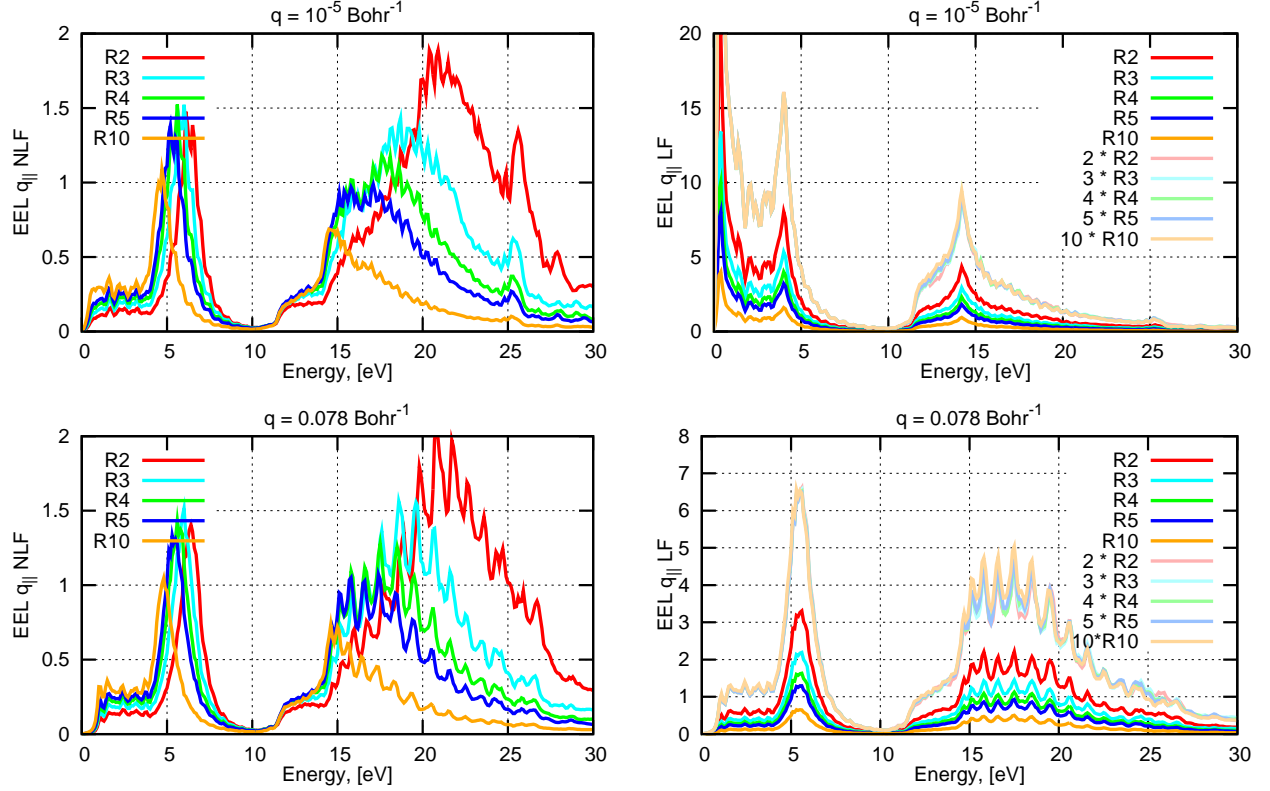 q = 10⁻⁵ Bohr⁻¹
EEL q|| NLF
2
1.5
1
0.5
0
R2
R3
R4
R5
R10
0 5 10 15 20 25 30
Energy, [eV]
q = 10⁻⁵ Bohr⁻¹
EEL q|| LF
20
15
10
5
0
R2
R3
R4
R5
R10
2 * R2
3 * R3
4 * R4
5 * R5
10 * R10
0 5 10 15 20 25 30
Energy, [eV]
q = 0.078 Bohr⁻¹
EEL q|| NLF
2
1.5
1
0.5
0
R2
R3
R4
R5
R10
0 5 10 15 20 25 30
Energy, [eV]
q = 0.078 Bohr⁻¹
EEL q|| LF
8
7
6
5
4
3
2
1
0
R2
R3
R4
R5
R10
2 * R2
3 * R3
4 * R4
5 * R5
10*R10
0 5 10 15 20 25 30
Energy, [eV]